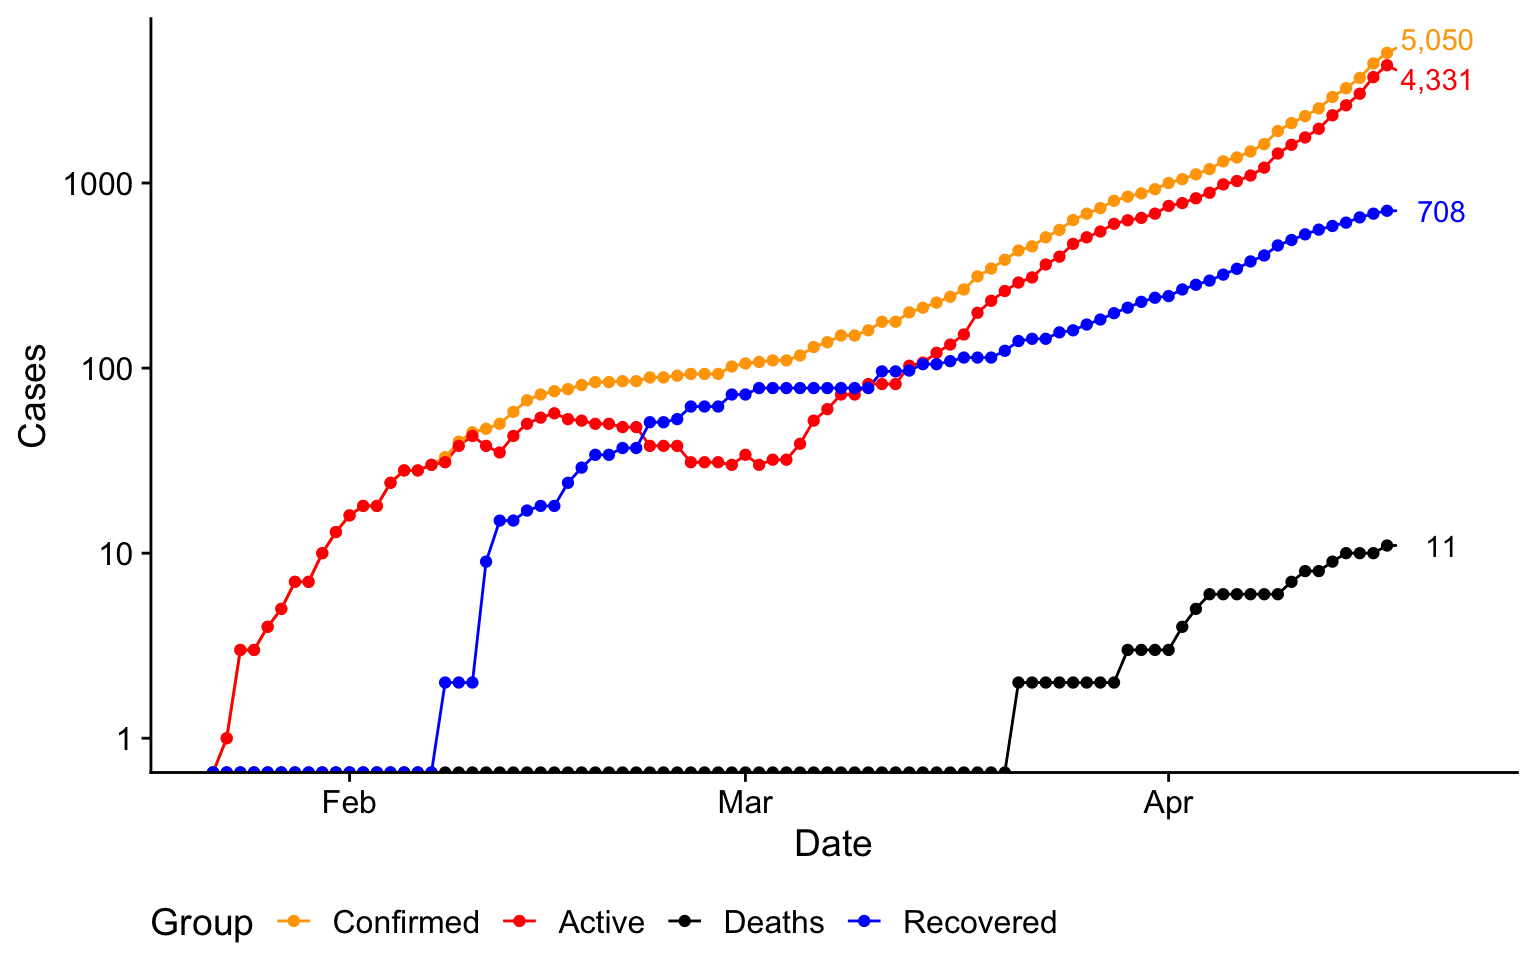 5,050
4,331
1000
708
100
Cases
10
11
1
Feb Mar Apr
Date
Group Confirmed Active Deaths Recovered